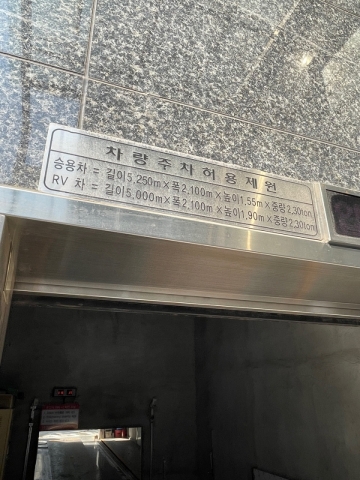 차량주차허용제원
승용차 = 길이5,250m×폭2,100m×높이1,55m×중량2,30ton
RV 차 = 길이5,000m×폭2,100m×높이1,90m×중량2,30ton